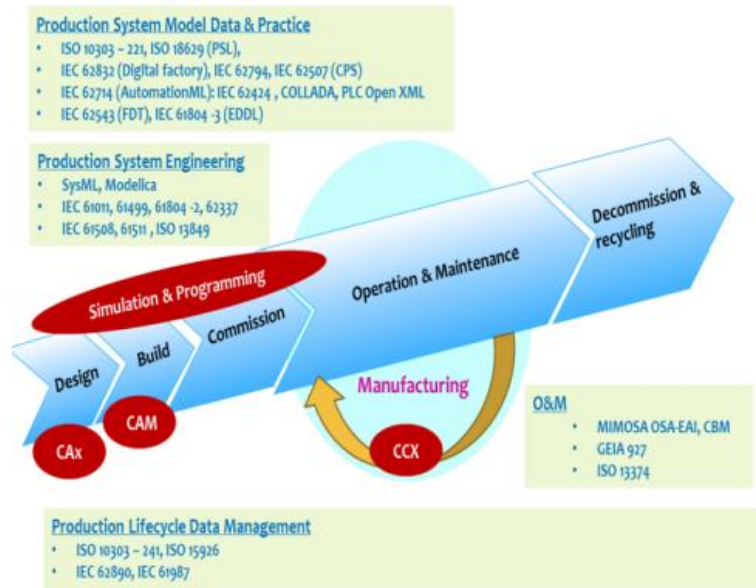 Production System Model Data & Practice
• ISO 10303 – 221, ISO 18629 (PSL),
• IEC 62832 (Digital factory), IEC 62794, IEC 62507 (CPS)
• IEC 62714 (AutomationML): IEC 62424 , COLLADA, PLC Open XML
• IEC 62543 (FDT), IEC 61804 -3 (EDDL)
Production System Engineering
• SysML, Modelica
• IEC 61011, 61499, 61804 -2, 62337
• IEC 61508, 61511 , ISO 13849
Simulation & Programming
Design
Build
Commission
Operation & Maintenance
Decommission &
recycling
CAx
CAM
Manufacturing
CCX
O&M
• MIMOSA OSA-EAI, CBM
• GEIA 927
• ISO 13374
Production Lifecycle Data Management
• ISO 10303 – 241, ISO 15926
• IEC 62890, IEC 61987